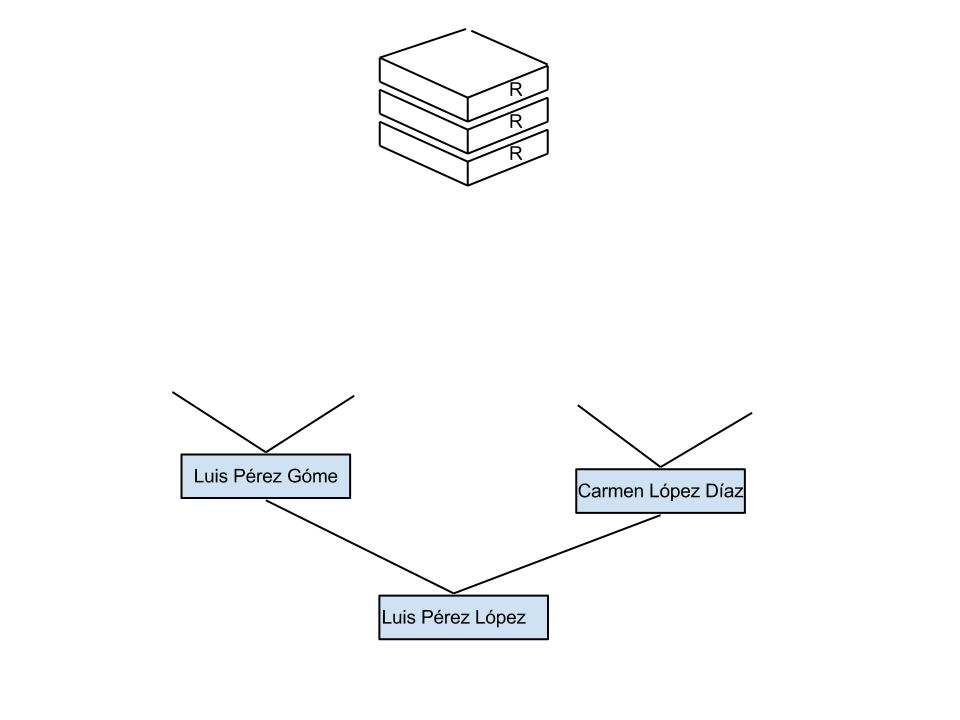 R
R
R
Luis Pérez Góme
Carmen López Díaz
Luis Pérez López